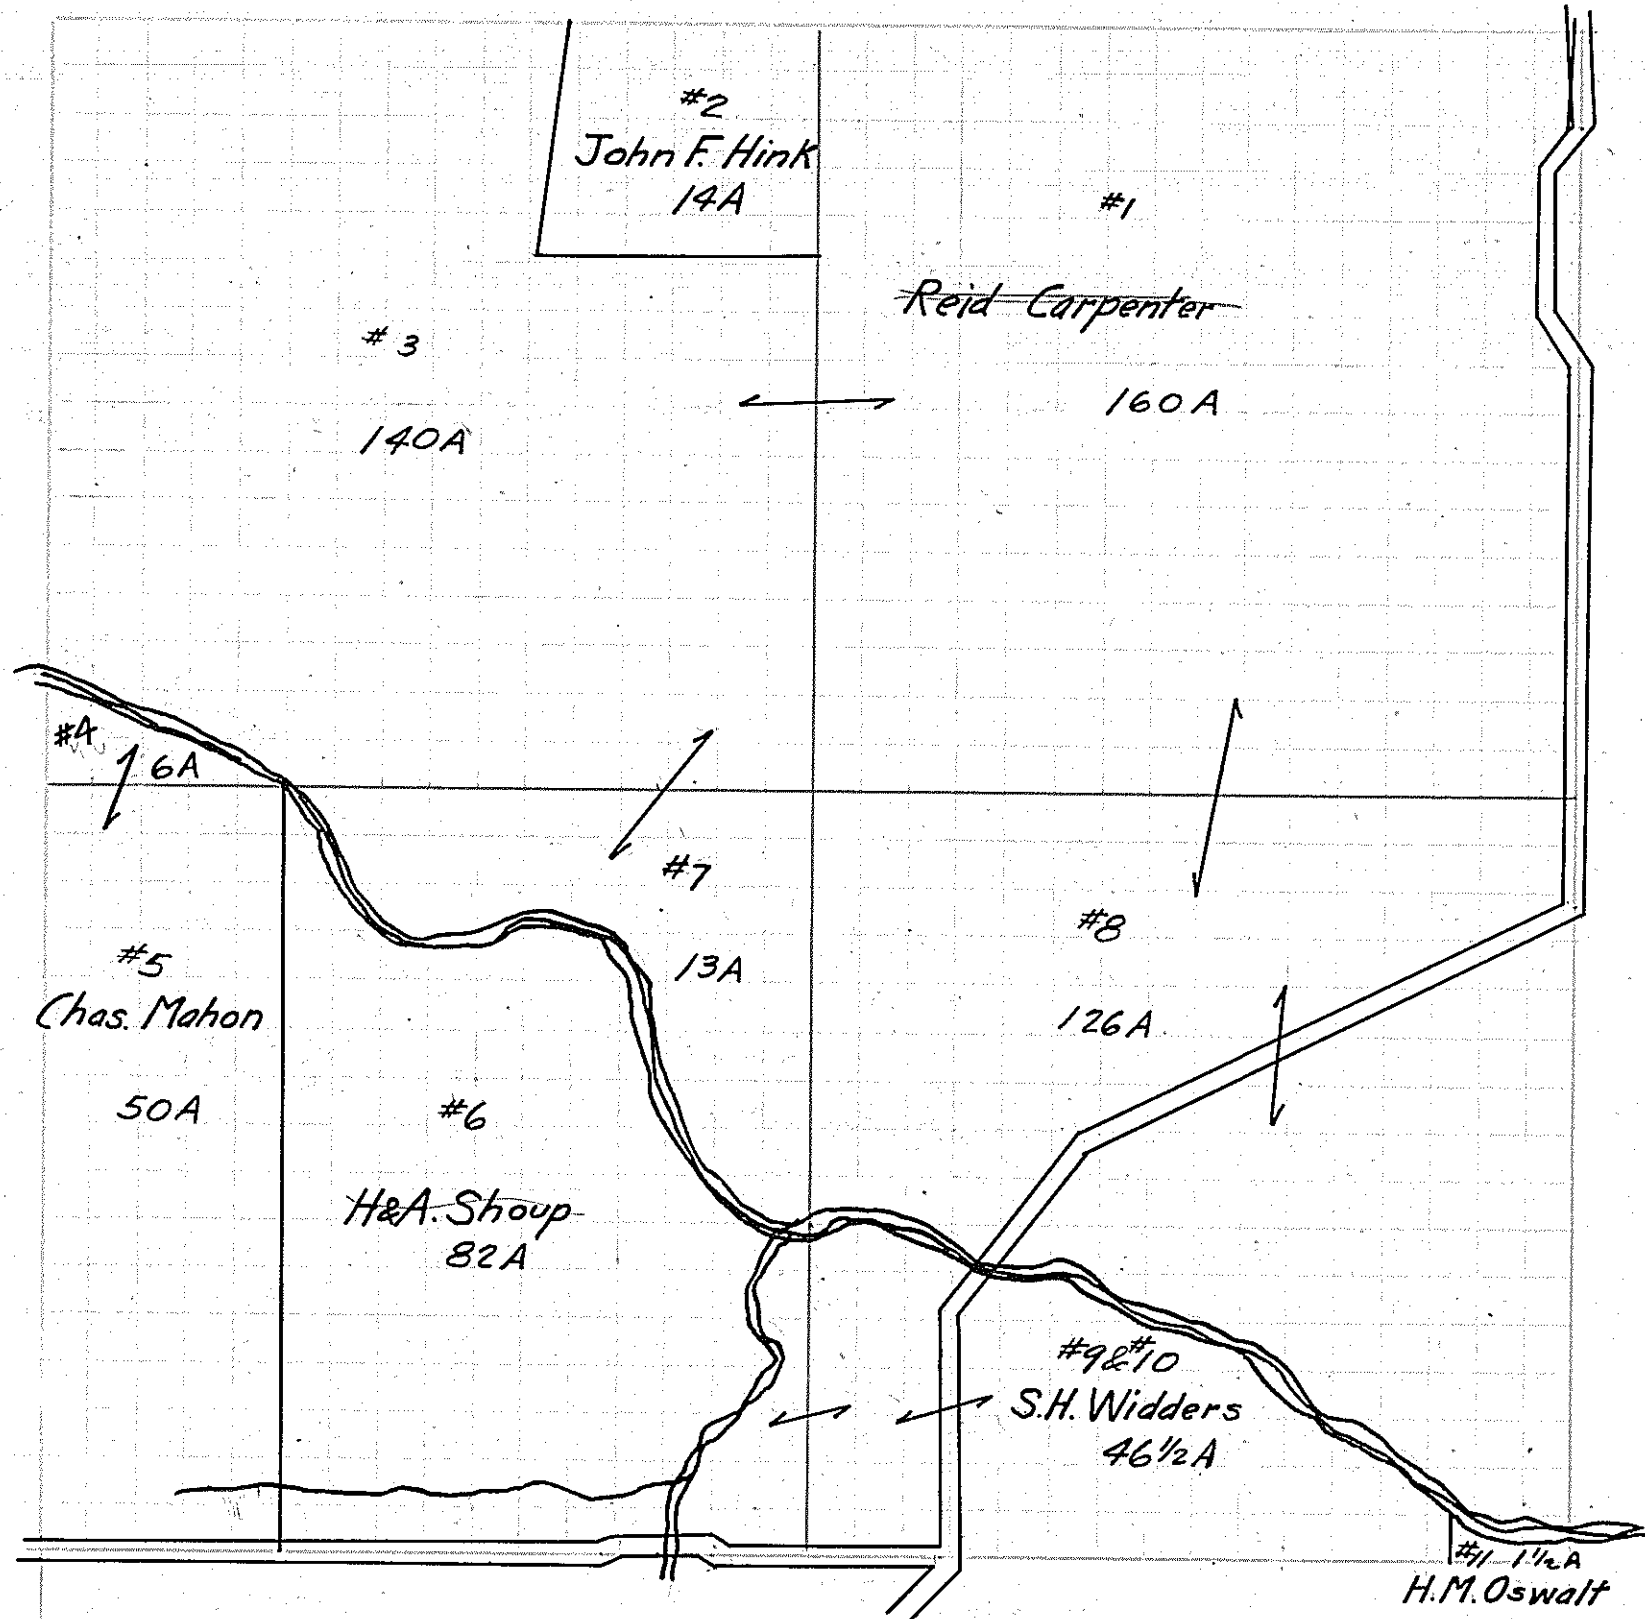 #2
John F. Hink
14A
#1
Reid Carpenter
160A
#3
140A
#4
6A
#7
13A
#8
126A
#5
Chas. Mahon
50A
#6
H&A. Shoup
82A
#9&#10
S.H. Widders
46½A
#11 1½A
H.M. Oswalt